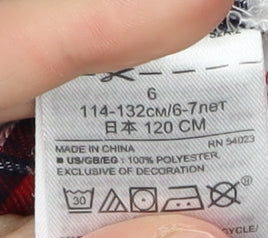 6
114-132см/6-7лет
日本 120 CM
MADE IN CHINA RN 54023
■ US/GB/EG : 100% POLYESTER,
EXCLUSIVE OF DECORATION
30
CYCLE/